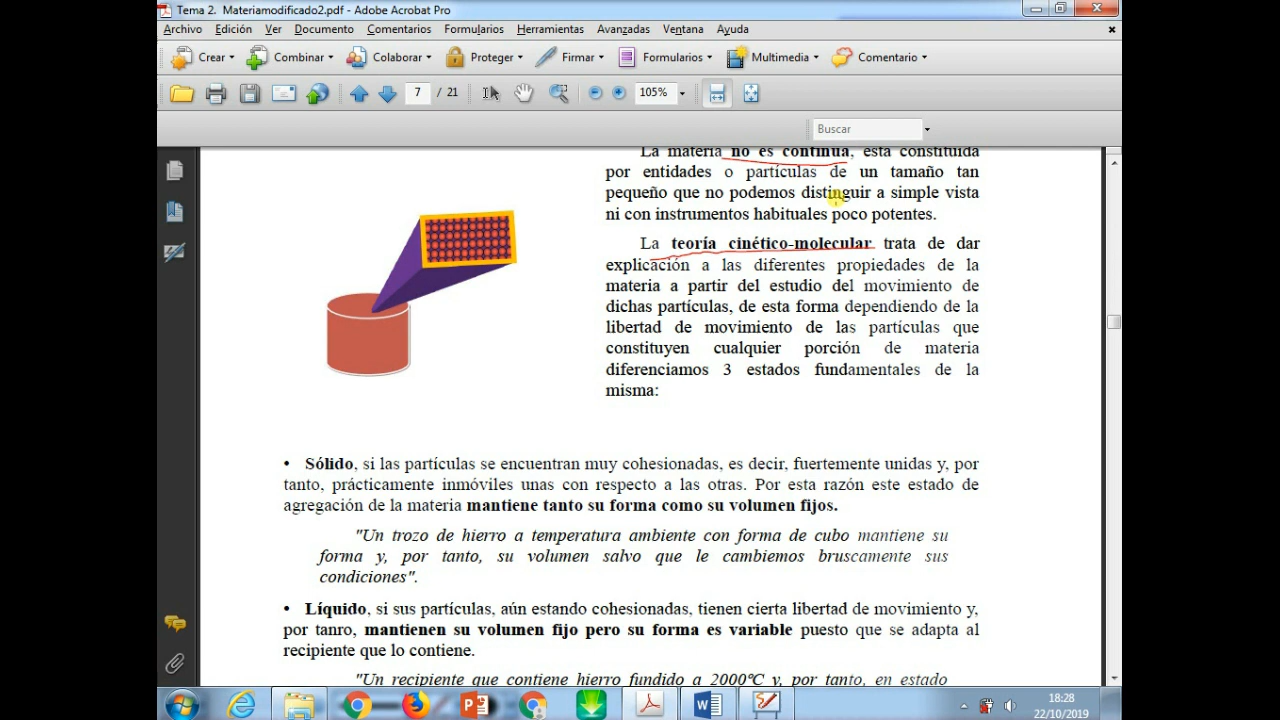 Tema 2. Materiamodificado2.pdf - Adobe Acrobat Pro
Archivo Edición Ver Documento Comentarios Formularios Herramientas Avanzadas Ventana Ayuda
Crear Combinar Colaborar Proteger Firmar Formularios Multimedia Comentario
7 / 21 105%
Buscar
La materia no es continua, está constituida
por entidades o partículas de un tamaño tan
pequeño que no podemos distinguir a simple vista
ni con instrumentos habituales poco potentes.
La teoría cinético-molecular trata de dar
explicación a las diferentes propiedades de la
materia a partir del estudio del movimiento de
dichas partículas, de esta forma dependiendo de la
libertad de movimiento de las partículas que
constituyen cualquier porción de materia
diferenciamos 3 estados fundamentales de la
misma:
• Sólido, si las partículas se encuentran muy cohesionadas, es decir, fuertemente unidas y, por
tanto, prácticamente inmóviles unas con respecto a las otras. Por esta razón este estado de
agregación de la materia mantiene tanto su forma como su volumen fijos.
"Un trozo de hierro a temperatura ambiente con forma de cubo mantiene su
forma y, por tanto, su volumen salvo que le cambiemos bruscamente sus
condiciones".
• Líquido, si sus partículas, aún estando cohesionadas, tienen cierta libertad de movimiento y,
por tanro, mantienen su volumen fijo pero su forma es variable puesto que se adapta al
recipiente que lo contiene.
"Un recipiente que contiene hierro fundido a 2000ºC y, por tanto, en estado
18:28
22/10/2019